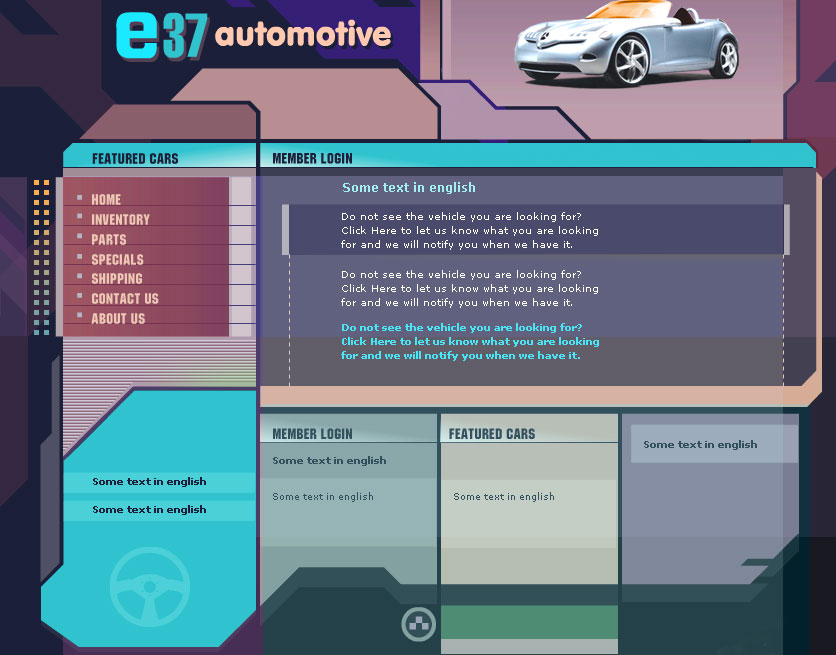 e37 automotive
FEATURED CARS
MEMBER LOGIN
HOME
INVENTORY
PARTS
SPECIALS
SHIPPING
CONTACT US
ABOUT US
Some text in english
Do not see the vehicle you are looking for?
Click Here to let us know what you are looking
for and we will notify you when we have it.
Do not see the vehicle you are looking for?
Click Here to let us know what you are looking
for and we will notify you when we have it.
Do not see the vehicle you are looking for?
Click Here to let us know what you are looking
for and we will notify you when we have it.
Some text in english
Some text in english
MEMBER LOGIN
Some text in english
Some text in english
FEATURED CARS
Some text in english
Some text in english